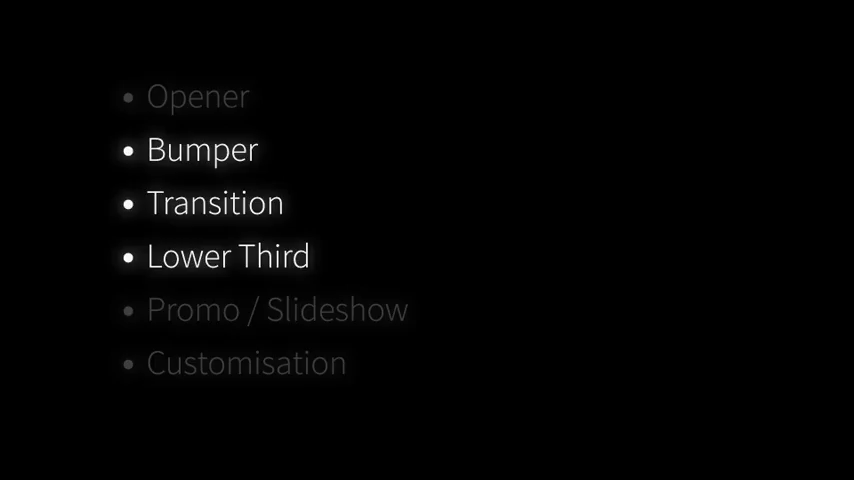 • Opener
• Bumper
• Transition
• Lower Third
• Promo / Slideshow
• Customisation